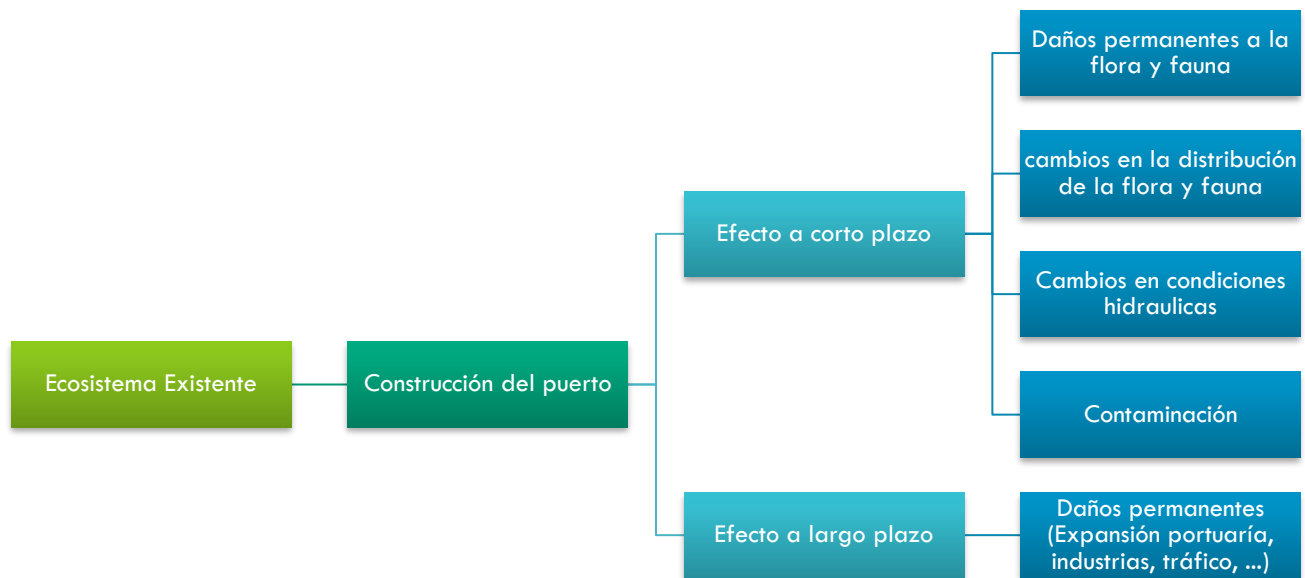 Ecosistema Existente
Construcción del puerto
Efecto a corto plazo
Daños permanentes a la
flora y fauna
cambios en la distribución
de la flora y fauna
Cambios en condiciones
hidraulicas
Contaminación
Efecto a largo plazo
Daños permanentes
(Expansión portuaría,
industrias, tráfico, ...)